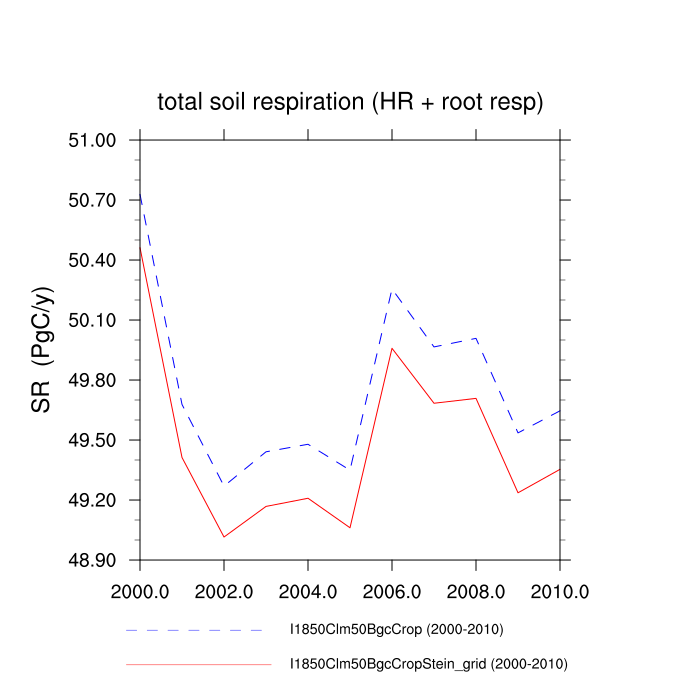 total soil respiration (HR + root resp)
51.00
50.70
50.40
50.10
49.80
49.50
49.20
48.90
SR (PgC/y)
2000.0 2002.0 2004.0 2006.0 2008.0 2010.0
I1850Clm50BgcCrop (2000-2010)
I1850Clm50BgcCropStein_grid (2000-2010)